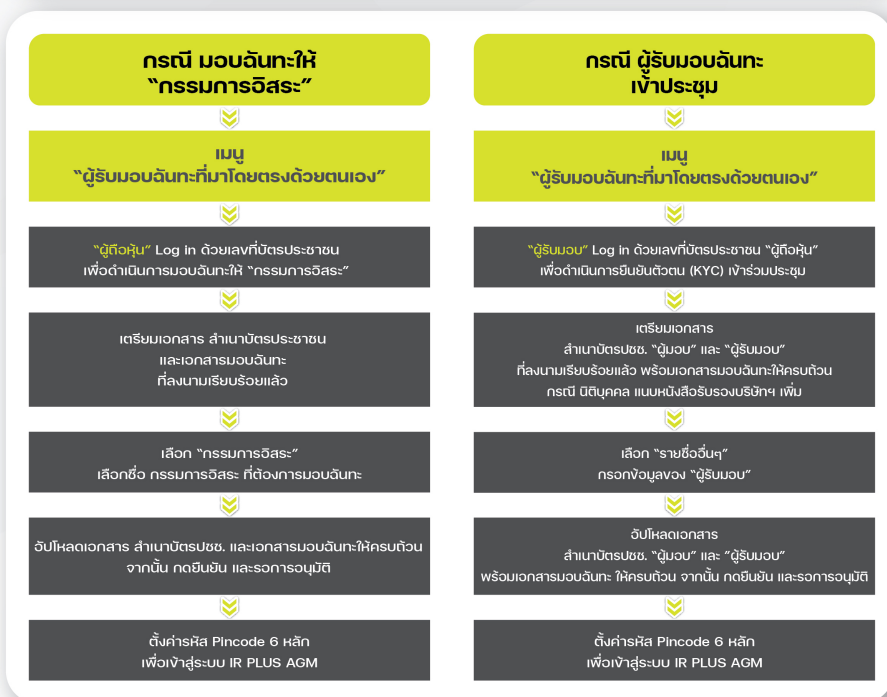 กรณี มอบฉันทะให้
"กรรมการอิสระ"
เมนู
"ผู้รับมอบฉันทะที่มาโดยตรงด้วยตนเอง"
"ผู้ถือหุ้น" Log in ด้วยเลขที่บัตรประชาชน
เพื่อดำเนินการมอบฉันทะให้ "กรรมการอิสระ"
เตรียมเอกสาร สำเนาบัตรประชาชน
และเอกสารมอบฉันทะ
ที่ลงนามเรียบร้อยแล้ว
เลือก "กรรมการอิสระ"
เลือกชื่อ กรรมการอิสระ ที่ต้องการมอบฉันทะ
อัปโหลดเอกสาร สำเนาบัตรปชช. และเอกสารมอบฉันทะให้ครบถ้วน
จากนั้น กดยืนยัน และรอการอนุมัติ
ตั้งค่ารหัส Pincode 6 หลัก
เพื่อเข้าสู่ระบบ IR PLUS AGM
กรณี ผู้รับมอบฉันทะ
เข้าประชุม
เมนู
"ผู้รับมอบฉันทะที่มาโดยตรงด้วยตนเอง"
"ผู้รับมอบ" Log in ด้วยเลขที่บัตรประชาชน "ผู้ถือหุ้น"
เพื่อดำเนินการยืนยันตัวตน (KYC) เข้าร่วมประชุม
เตรียมเอกสาร
สำเนาบัตรปชช. "ผู้มอบ" และ "ผู้รับมอบ"
ที่ลงนามเรียบร้อยแล้ว พร้อมเอกสารมอบฉันทะให้ครบถ้วน
กรณี นิติบุคคล แนบหนังสือรับรองบริษัทฯ เพิ่ม
เลือก "รายชื่ออื่นๆ"
กรอกข้อมูลของ "ผู้รับมอบ"
อัปโหลดเอกสาร
สำเนาบัตรปชช. "ผู้มอบ" และ "ผู้รับมอบ"
พร้อมเอกสารมอบฉันทะ ให้ครบถ้วน จากนั้น กดยืนยัน และรอการอนุมัติ
ตั้งค่ารหัส Pincode 6 หลัก
เพื่อเข้าสู่ระบบ IR PLUS AGM